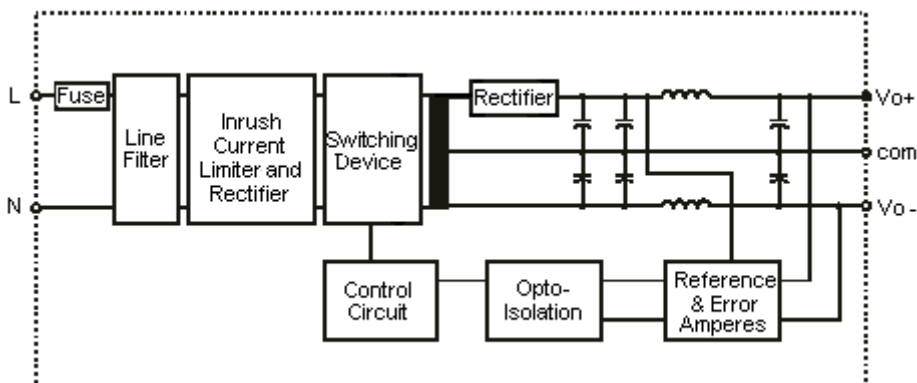 L
Fuse
Line
Filter
Inrush
Current
Limiter and
Rectifier
Switching
Device
Rectifier
Vo+
com
N
Vo-
Control
Circuit
Opto-
Isolation
Reference
& Error
Amperes